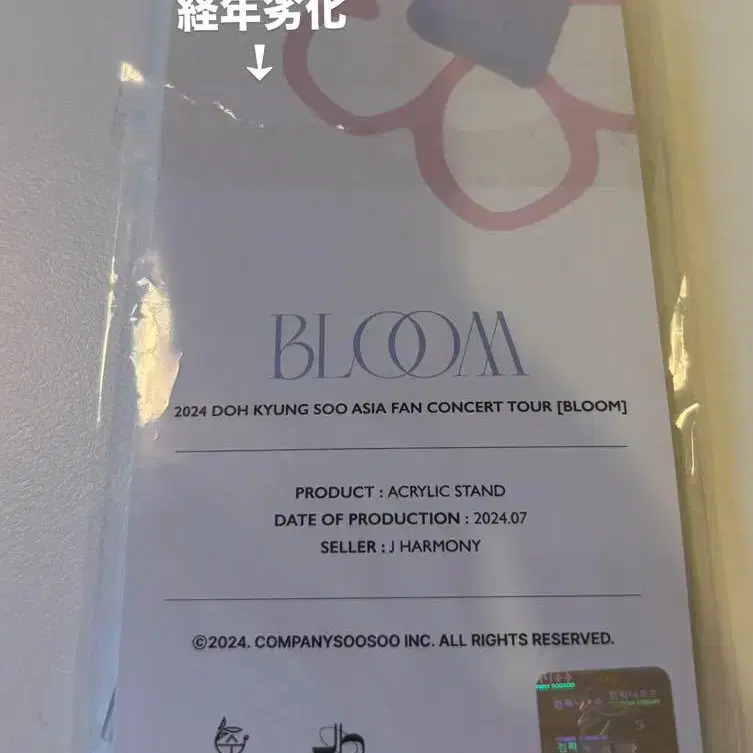 経年劣化
↓
BLOOM
2024 DOH KYUNG SOO ASIA FAN CONCERT TOUR [BLOOM]
PRODUCT : ACRYLIC STAND
DATE OF PRODUCTION : 2024.07
SELLER : J HARMONY
©2024. COMPANYSOOSOO INC. ALL RIGHTS RESERVED.